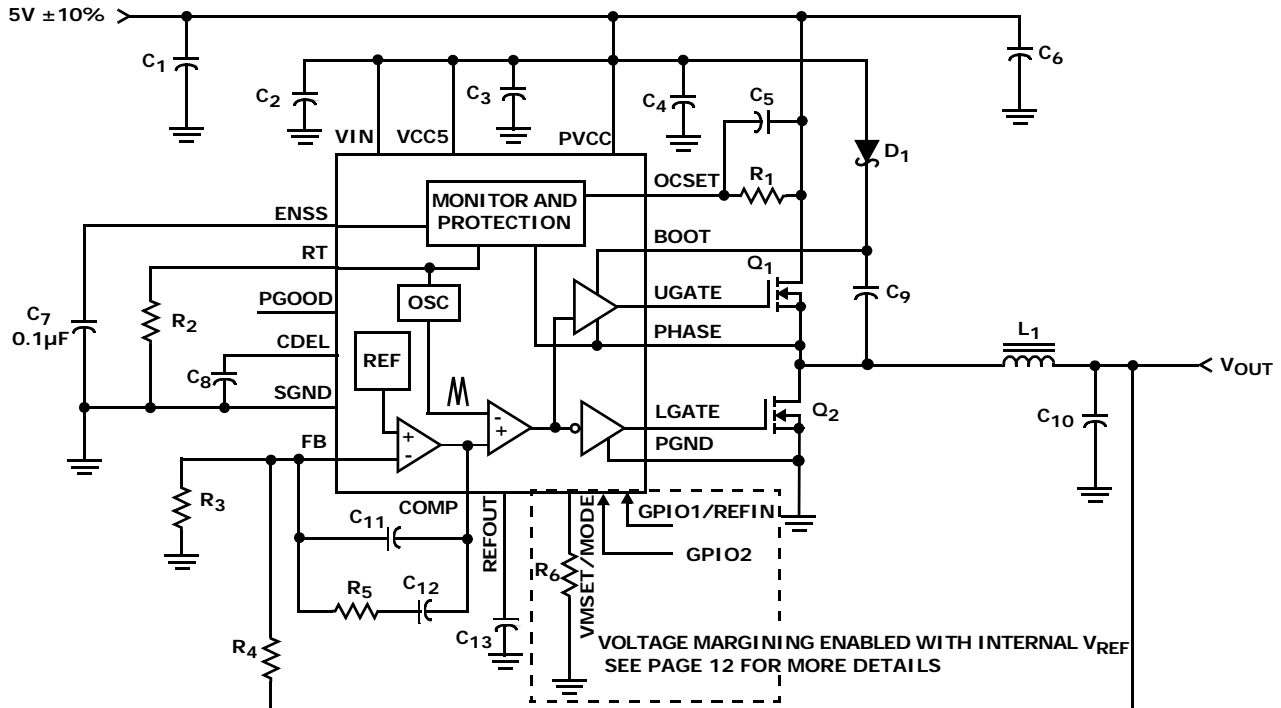 5V ±10%
C1
C2
C3
C4
C5
C6
VIN
VCC5
PVCC
D1
OCSET
R1
MONITOR AND
PROTECTION
ENSS
BOOT
RT
Q1
OSC
UGATE
C9
PGOOD
C7
0.1µF
R2
PHASE
L1
CDEL
REF
VOUT
C8
SGND
LGATE
Q2
C10
+
-
-
+
PGND
FB
R3
COMP
C11
REFOUT
VMSET/MODE
GPIO1/REFIN
GPIO2
R6
R5
C12
C13
R4
VOLTAGE MARGINING ENABLED WITH INTERNAL VREF
SEE PAGE 12 FOR MORE DETAILS